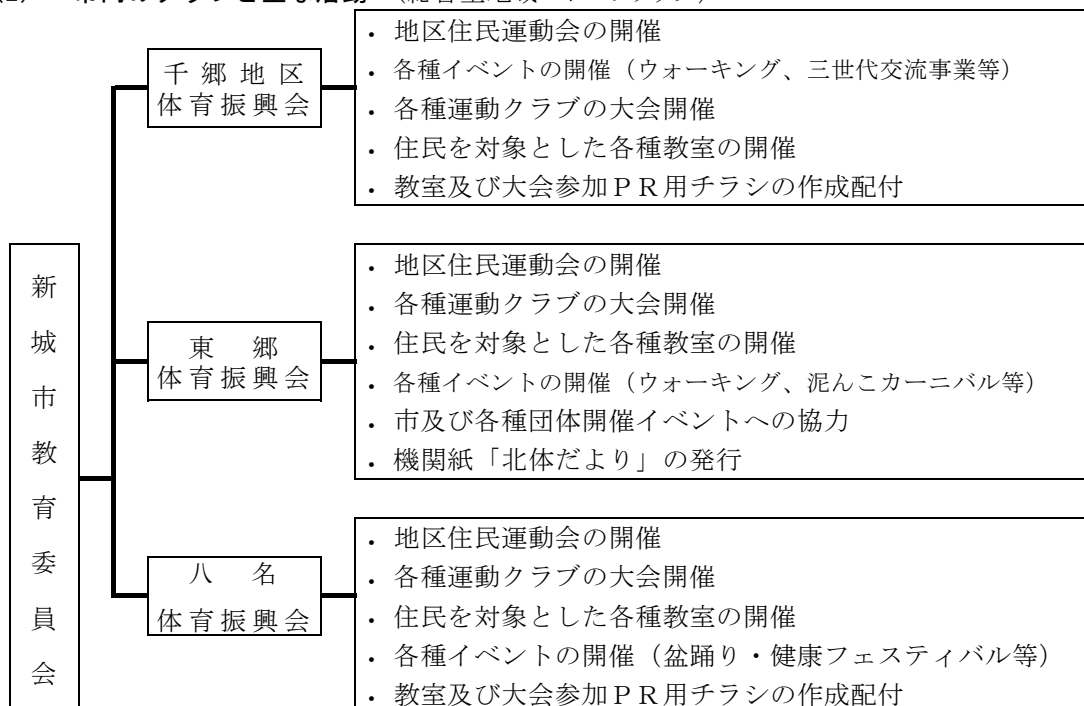 新城市教育委員会
千郷地区
体育振興会
・ 地区住民運動会の開催
・ 各種イベントの開催（ウォーキング、三世代交流事業等）
・ 各種運動クラブの大会開催
・ 住民を対象とした各種教室の開催
・ 教室及び大会参加ＰＲ用チラシの作成配付
東郷
体育振興会
・ 地区住民運動会の開催
・ 各種運動クラブの大会開催
・ 住民を対象とした各種教室の開催
・ 各種イベントの開催（ウォーキング、泥んこカーニバル等）
・ 市及び各種団体開催イベントへの協力
・ 機関紙「北体だより」の発行
八名
体育振興会
・ 地区住民運動会の開催
・ 各種運動クラブの大会開催
・ 住民を対象とした各種教室の開催
・ 各種イベントの開催（盆踊り・健康フェスティバル等）
・ 教室及び大会参加ＰＲ用チラシの作成配付